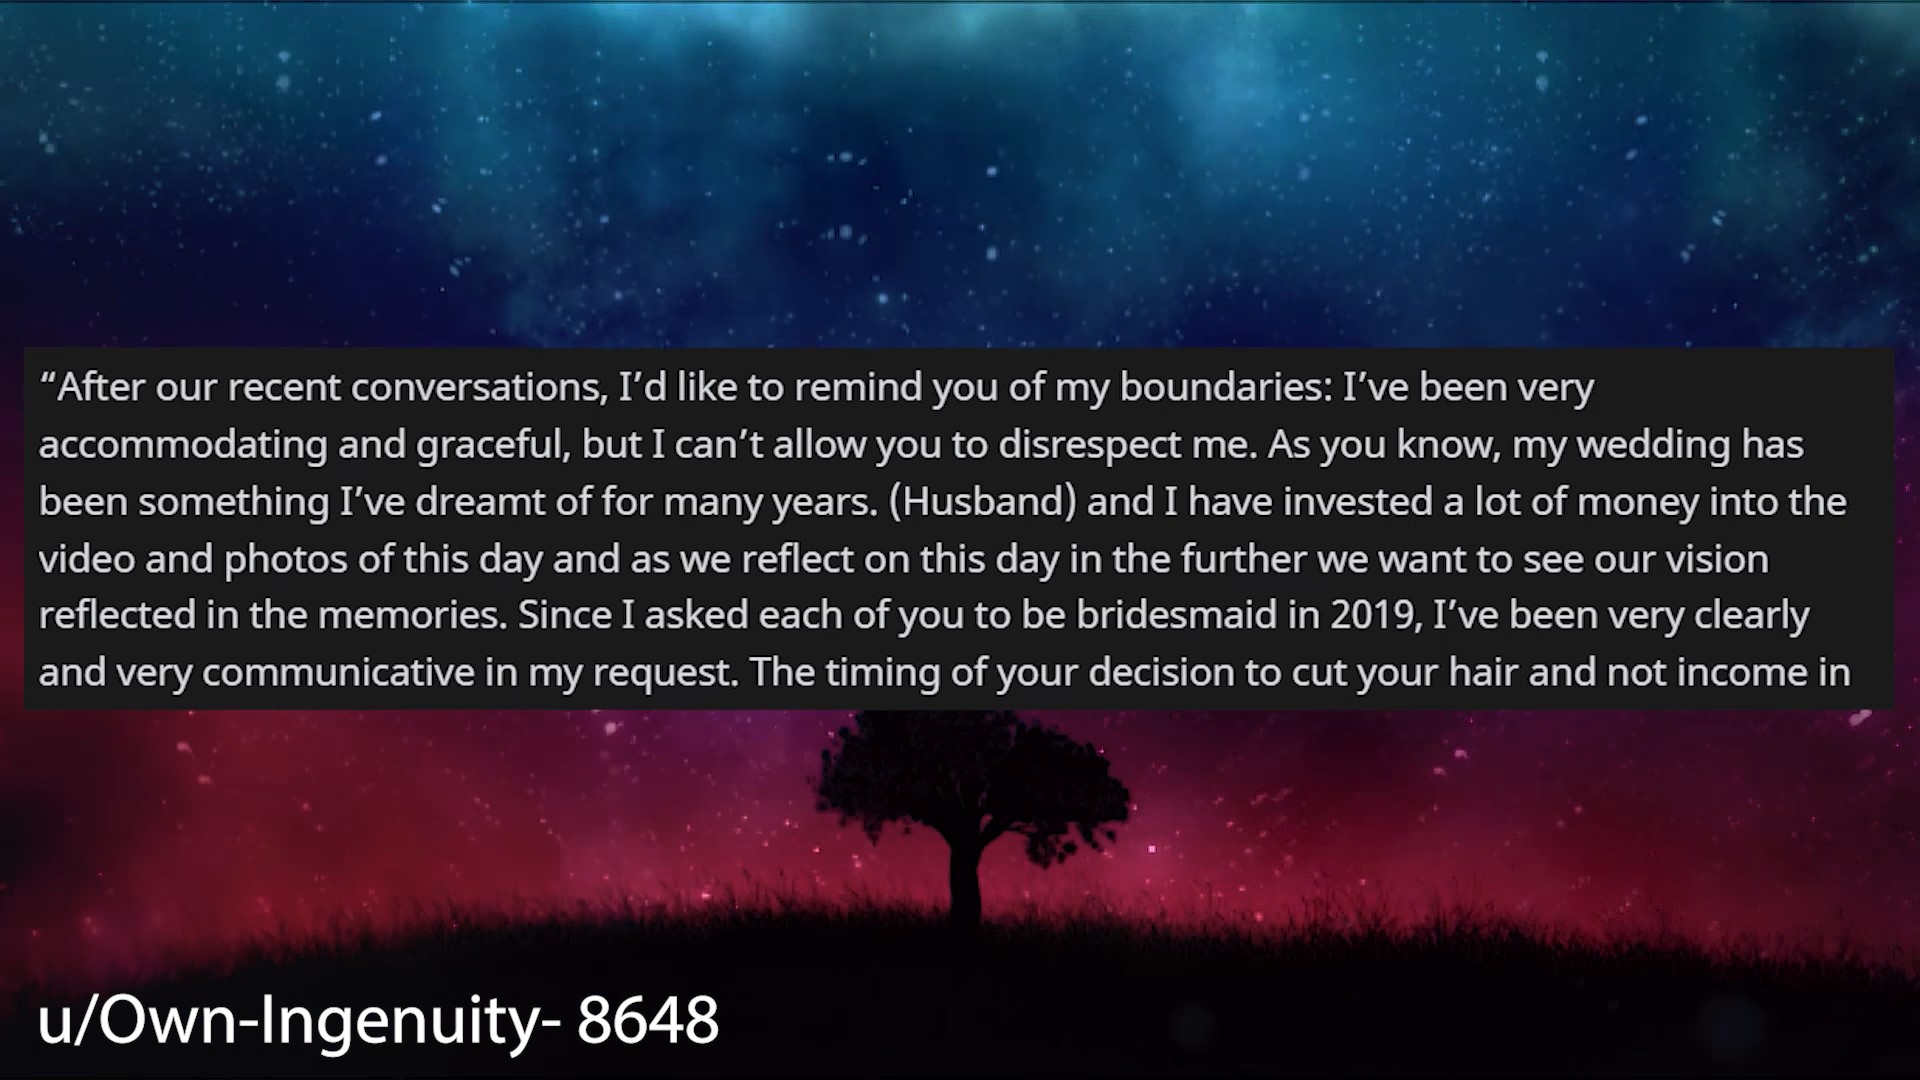 “After our recent conversations, I’d like to remind you of my boundaries: I’ve been very
accommodating and graceful, but I can’t allow you to disrespect me. As you know, my wedding has
been something I’ve dreamt of for many years. (Husband) and I have invested a lot of money into the
video and photos of this day and as we reflect on this day in the further we want to see our vision
reflected in the memories. Since I asked each of you to be bridesmaid in 2019, I’ve been very clearly
and very communicative in my request. The timing of your decision to cut your hair and not income in
u/Own-Ingenuity- 8648